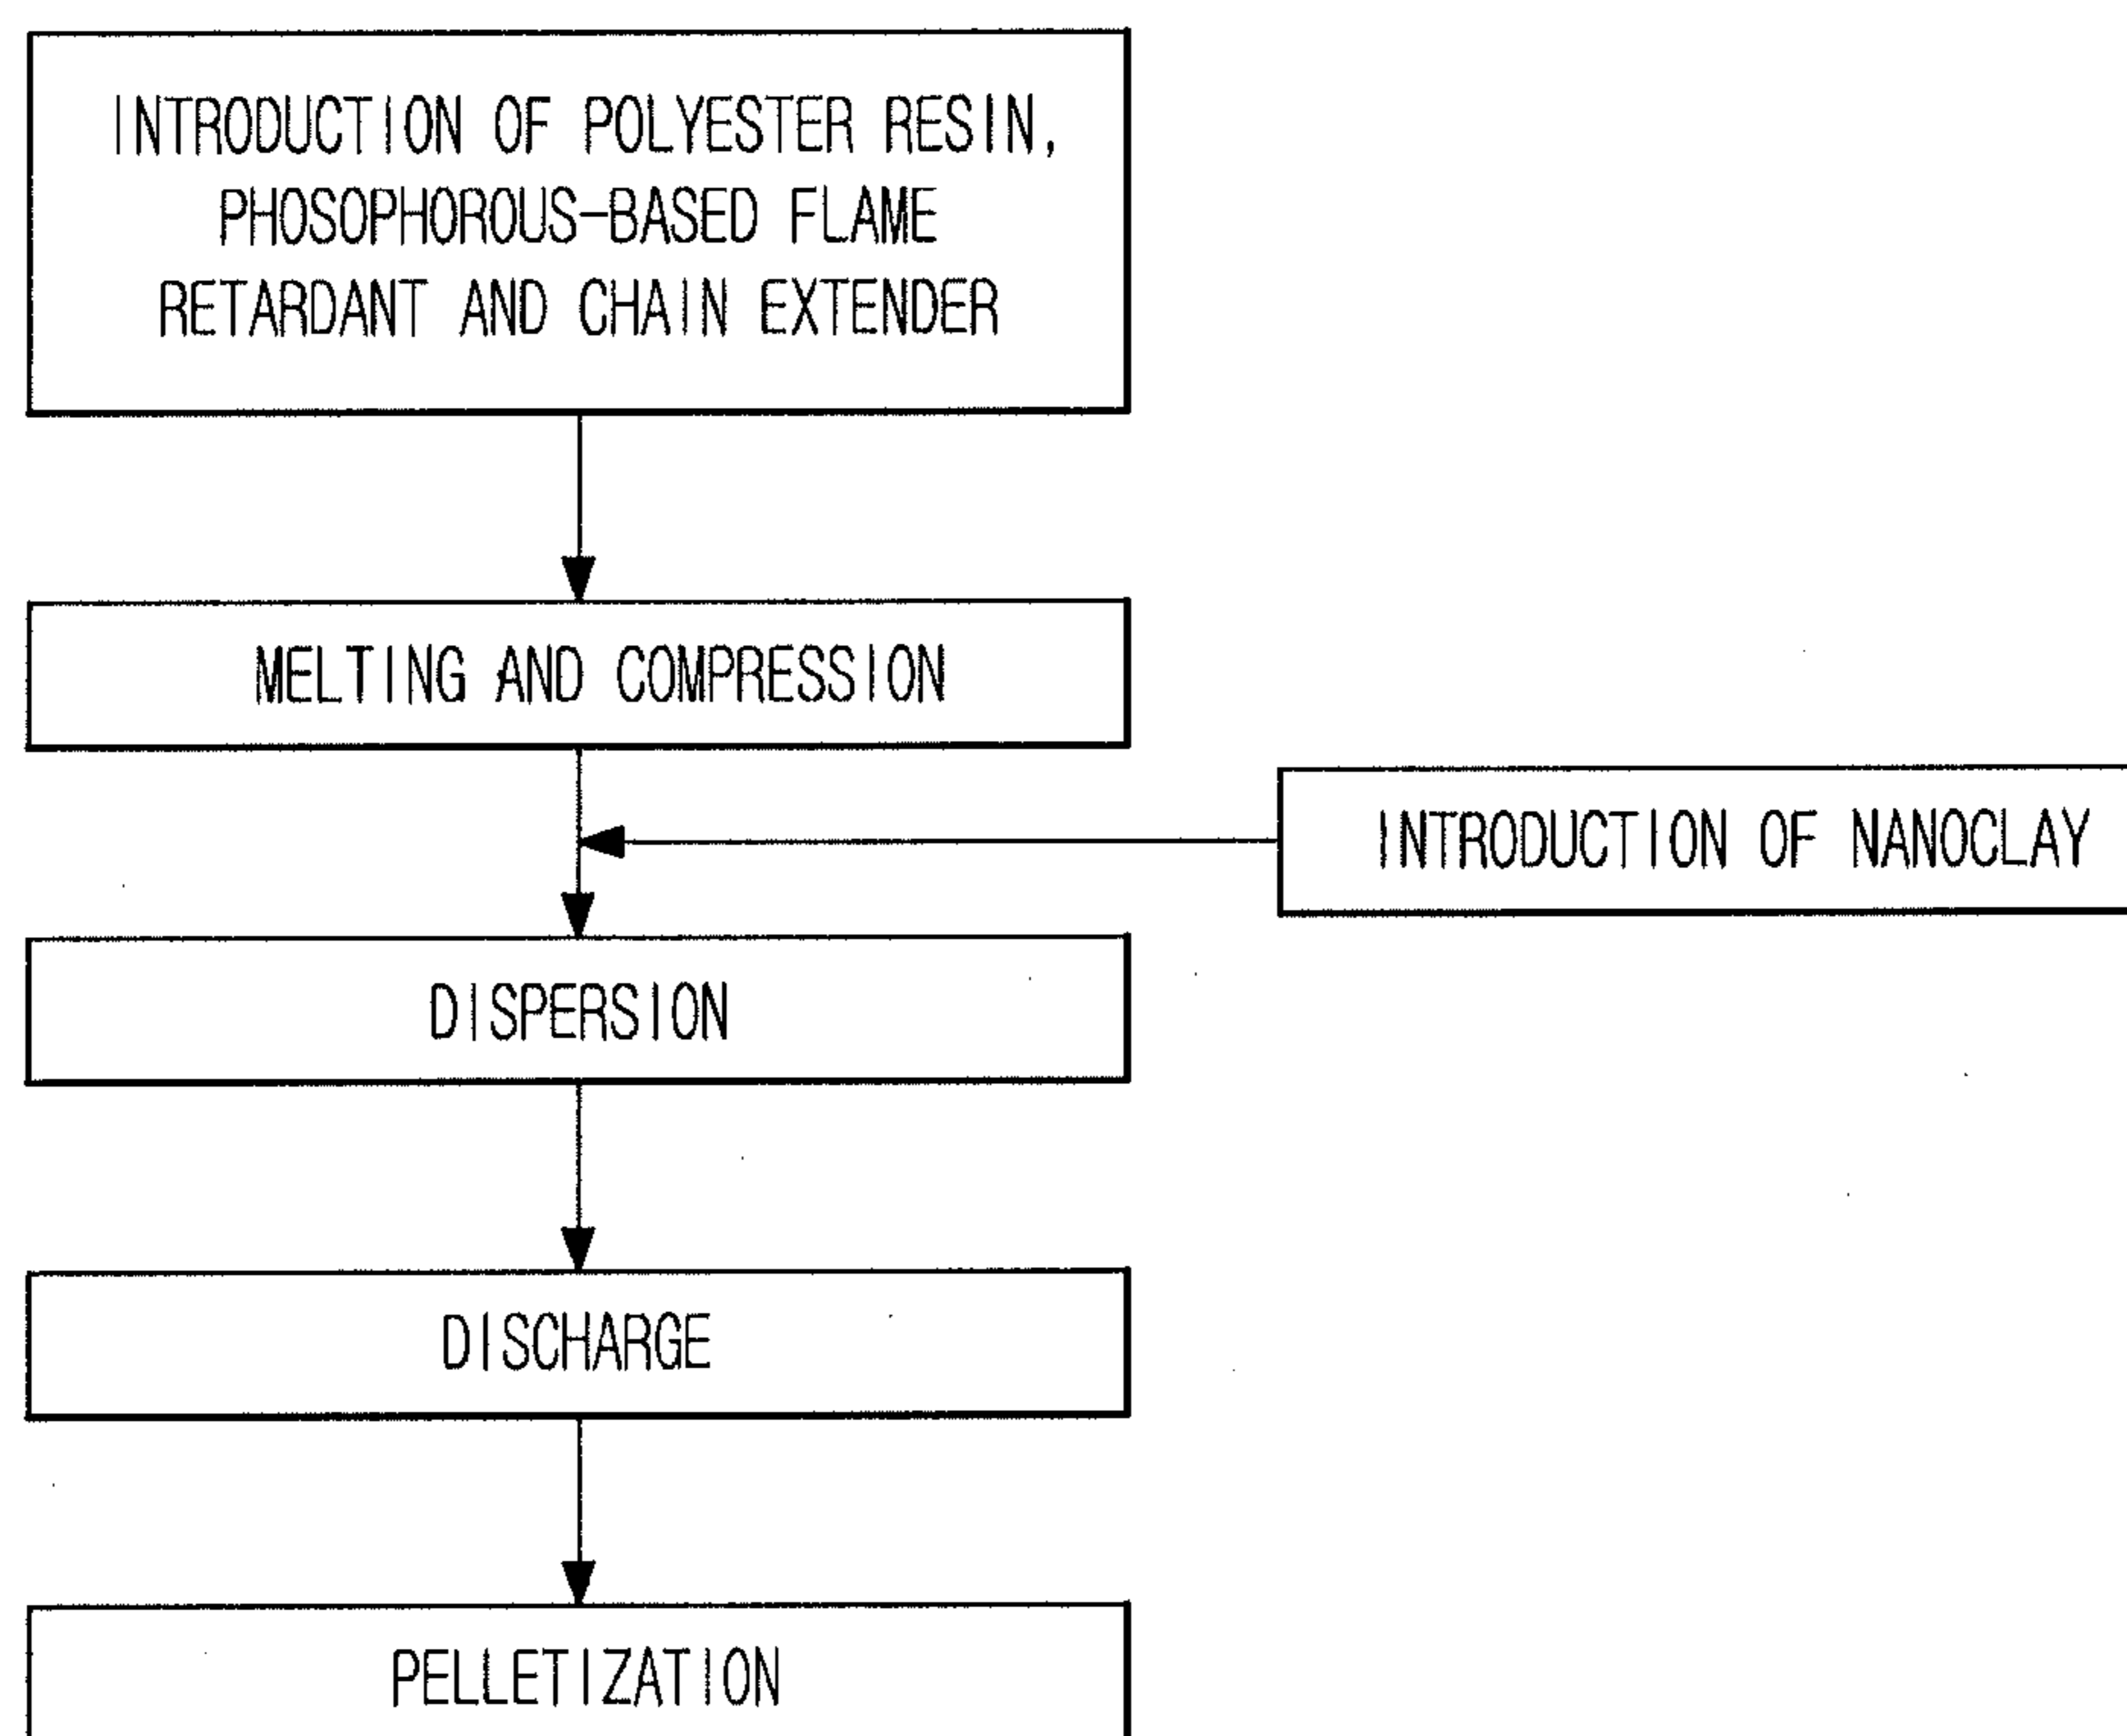 INTRODUCTION OF POLYESTER RESIN,
PHOSOPHOROUS-BASED FLAME
RETARDANT AND CHAIN EXTENDER
MELTING AND COMPRESSION
INTRODUCTION OF NANOCLAY
DISPERSION
DISCHARGE
PELLETIZATION